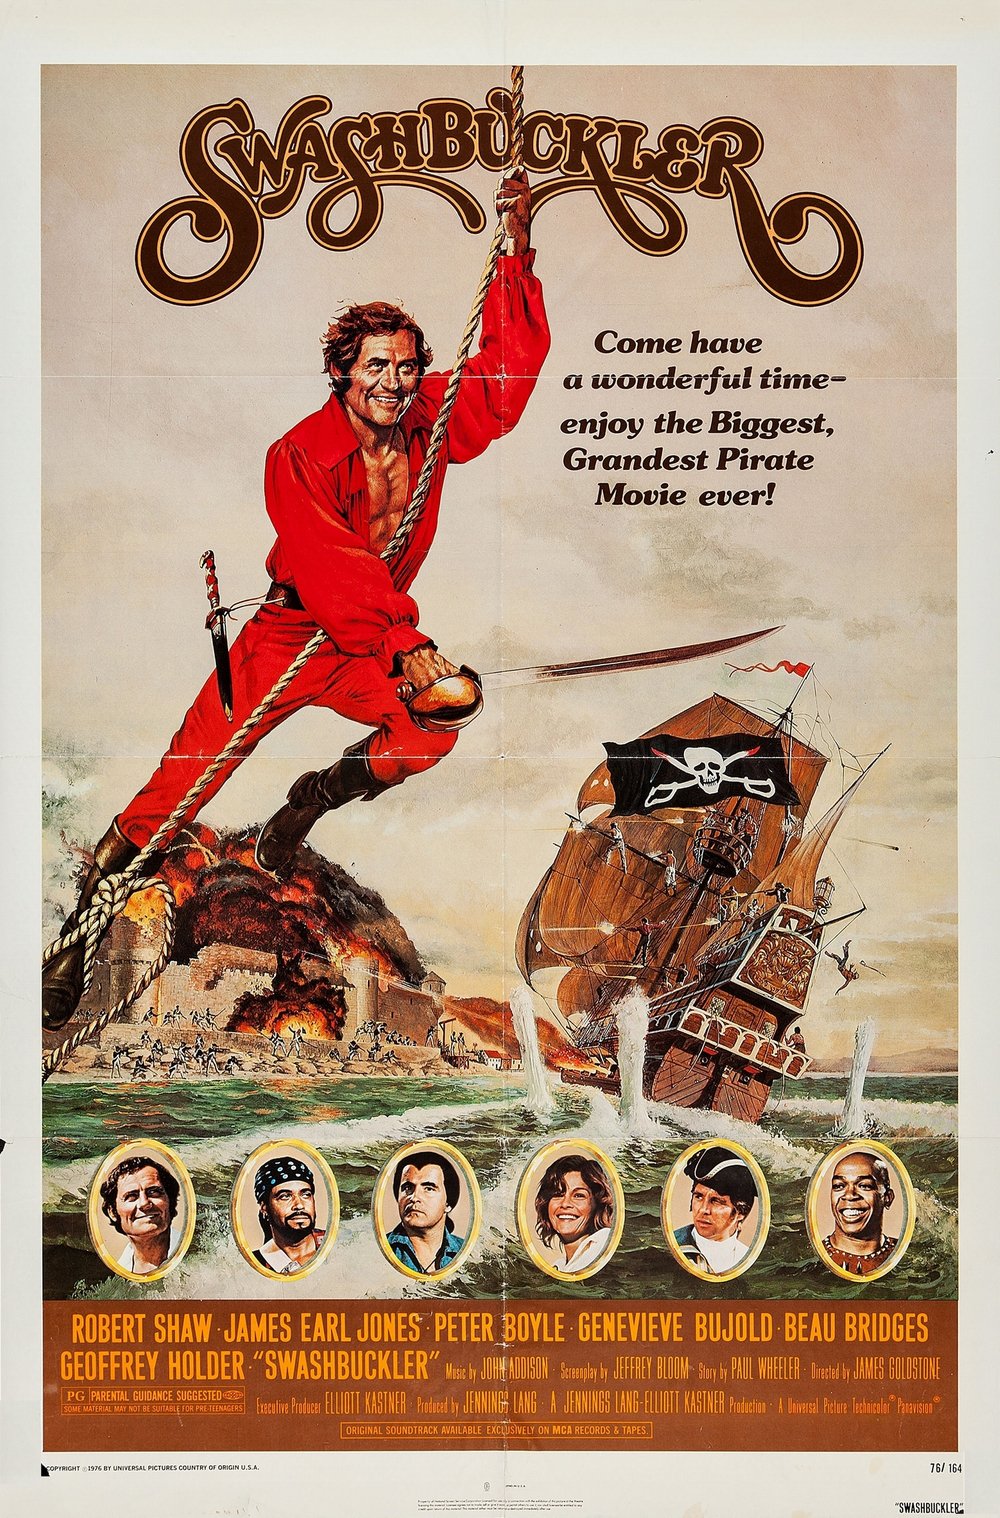 SWASHBUCKLER
Come have
a wonderful time—
enjoy the Biggest,
Grandest Pirate
Movie ever!
ROBERT SHAW · JAMES EARL JONES · PETER BOYLE · GENEVIEVE BUJOLD · BEAU BRIDGES
GEOFFREY HOLDER · "SWASHBUCKLER" Music by JOHN ADDISON · Screenplay by JEFFREY BLOOM · Story by PAUL WHEELER · Directed by JAMES GOLDSTONE
PG PARENTAL GUIDANCE SUGGESTED
SOME MATERIAL MAY NOT BE SUITABLE FOR PRE-TEENAGERS
Executive Producer ELLIOTT KASTNER · Produced by JENNINGS LANG · A JENNINGS LANG-ELLIOTT KASTNER Production · A Universal Picture Technicolor® Panavision®
ORIGINAL SOUNDTRACK AVAILABLE EXCLUSIVELY ON MCA RECORDS & TAPES.
COPYRIGHT ©1976 BY UNIVERSAL PICTURES COUNTRY OF ORIGIN U.S.A.
76/164
"SWASHBUCKLER"